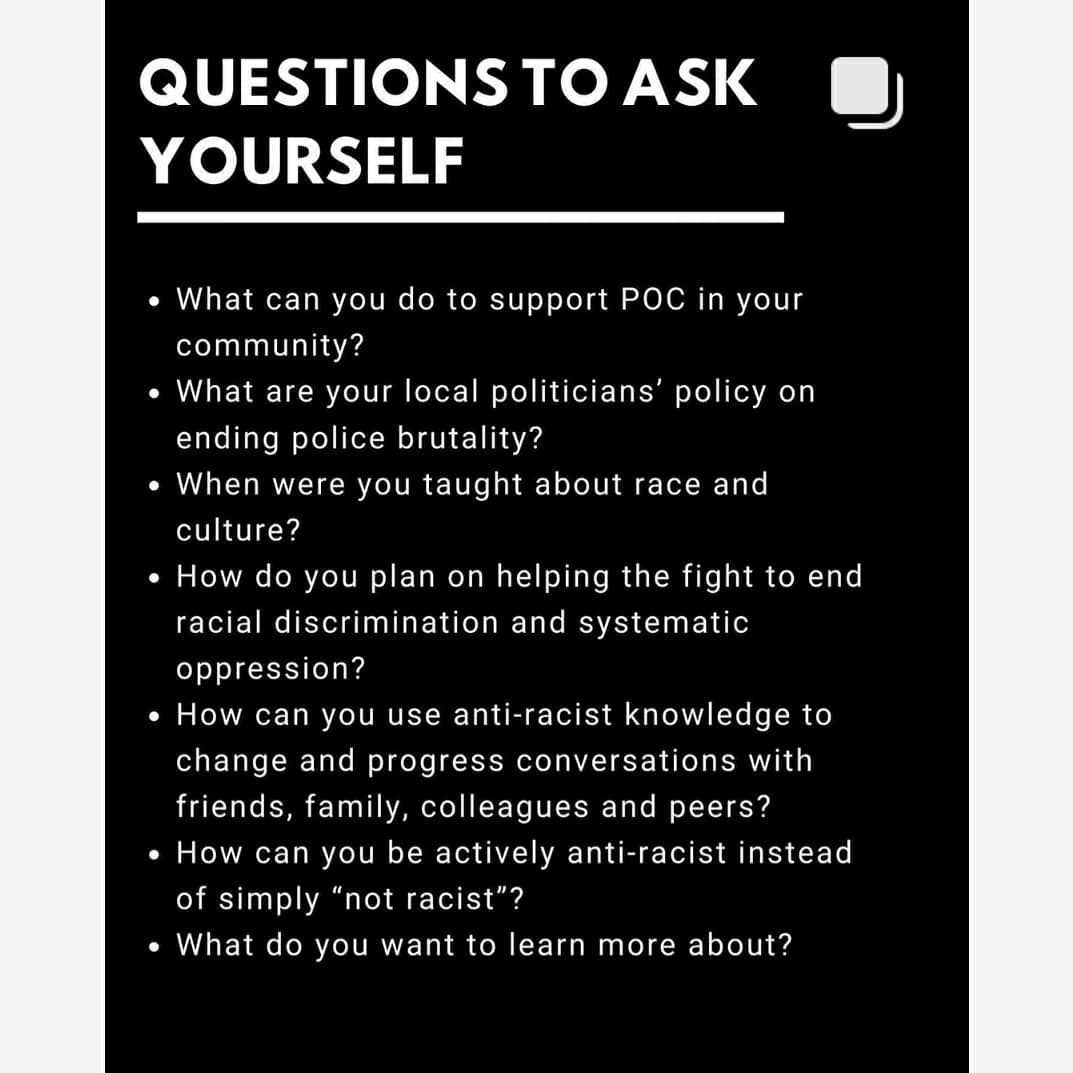 QUESTIONS TO ASK
YOURSELF
• What can you do to support POC in your
community?
• What are your local politicians’ policy on
ending police brutality?
• When were you taught about race and
culture?
• How do you plan on helping the fight to end
racial discrimination and systematic
oppression?
• How can you use anti-racist knowledge to
change and progress conversations with
friends, family, colleagues and peers?
• How can you be actively anti-racist instead
of simply “not racist”?
• What do you want to learn more about?